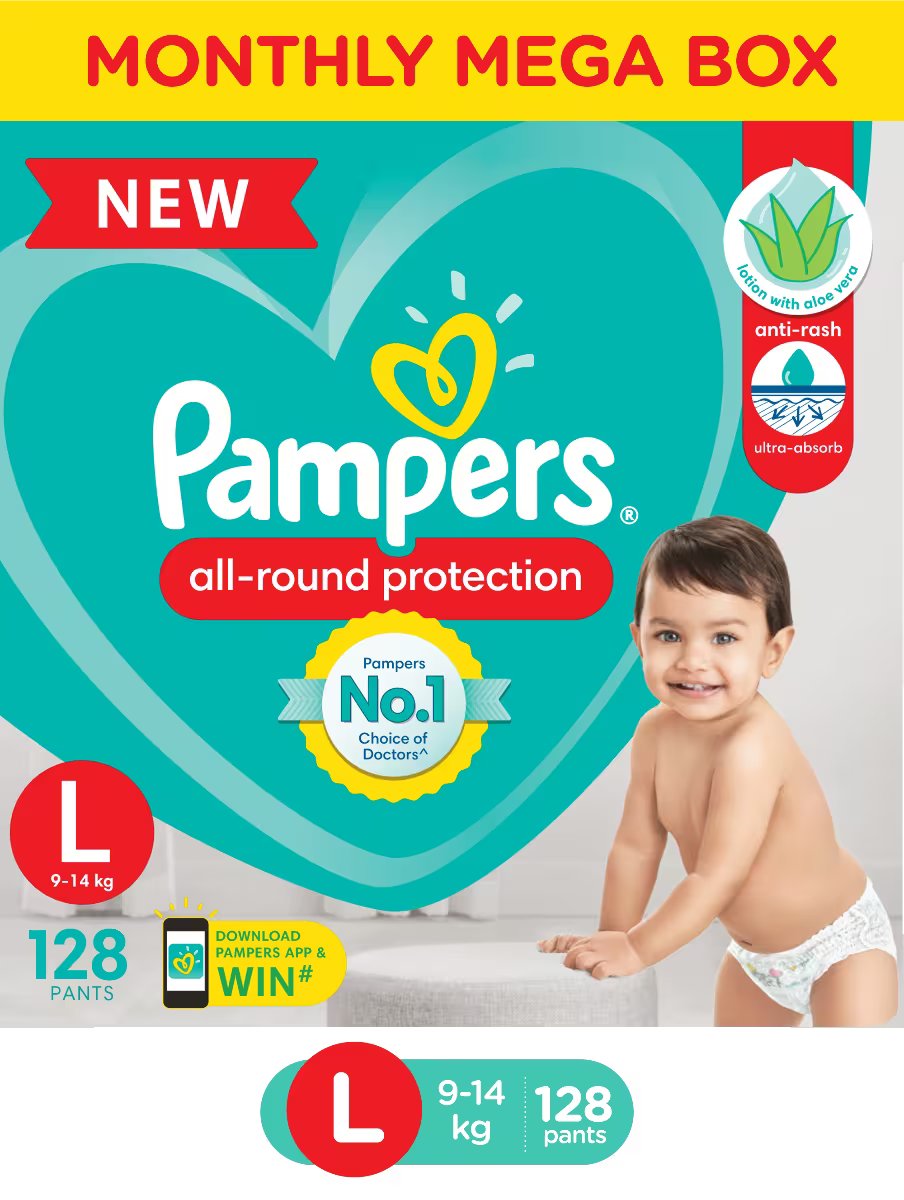 MONTHLY MEGA BOX
NEW
lotion with aloe vera
anti-rash
ultra-absorb
Pampers®
all-round protection
Pampers
No.1
Choice of
Doctors^
L
9-14 kg
128
PANTS
DOWNLOAD
PAMPERS APP &
WIN#
L
9-14
kg
128
pants